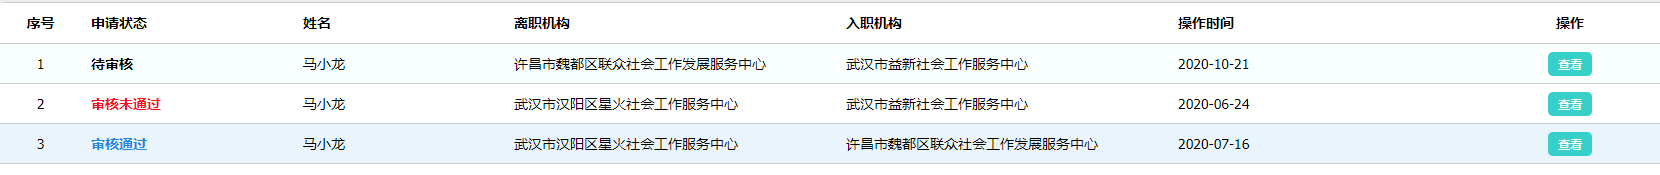 序号 申请状态 姓名 离职机构 入职机构 操作时间 操作
1 待审核 马小龙 许昌市魏都区联众社会工作发展服务中心 武汉市益新社会工作服务中心 2020-10-21 查看
2 审核未通过 马小龙 武汉市汉阳区星火社会工作服务中心 武汉市益新社会工作服务中心 2020-06-24 查看
3 审核通过 马小龙 武汉市汉阳区星火社会工作服务中心 许昌市魏都区联众社会工作发展服务中心 2020-07-16 查看